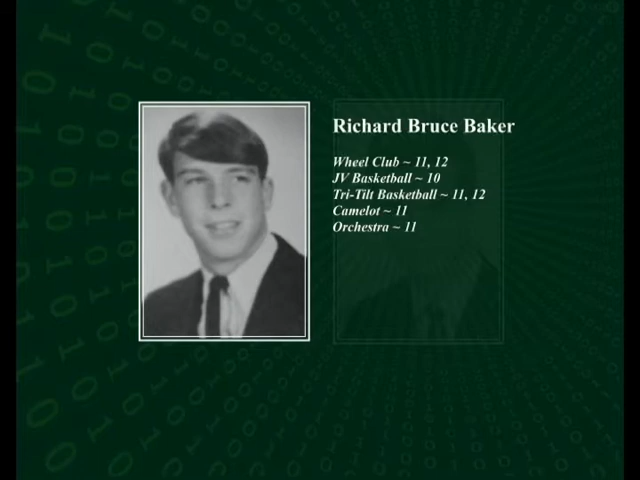 Richard Bruce Baker
Wheel Club ~ 11, 12
JV Basketball ~ 10
Tri-Tilt Basketball ~ 11, 12
Camelot ~ 11
Orchestra ~ 11